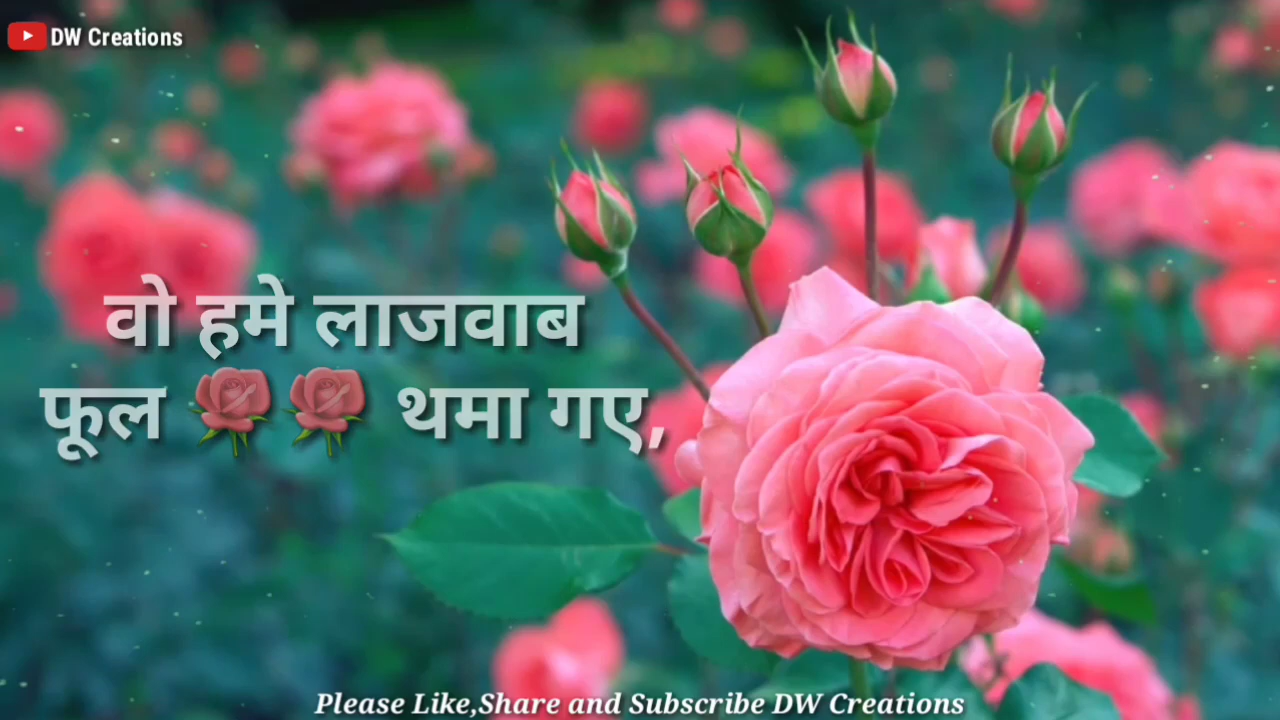 DW Creations
वो हमे लाजवाब
फूल 🌹🌹 थमा गए,
Please Like,Share and Subscribe DW Creations